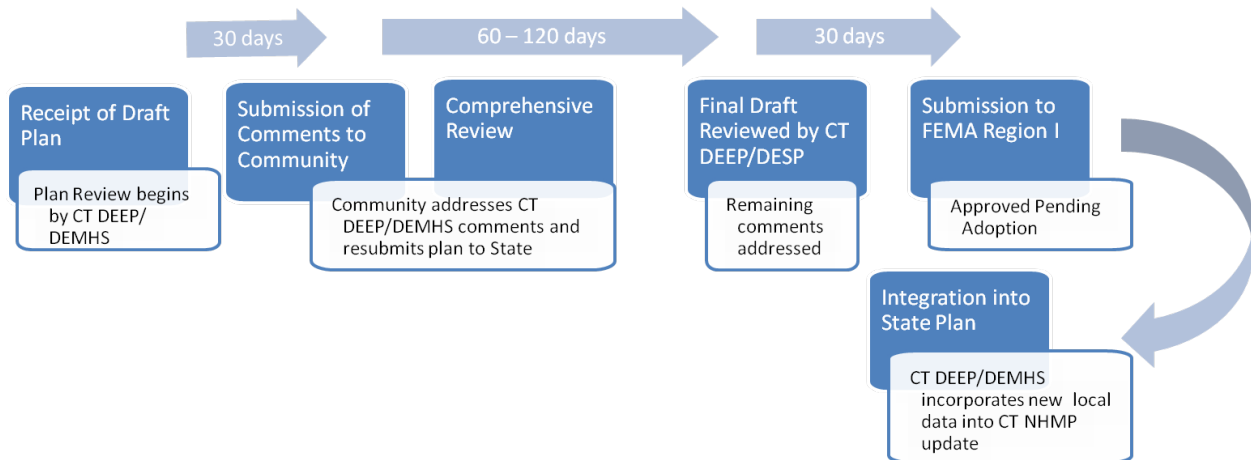 30 days
60 – 120 days
30 days
Receipt of Draft
Plan
Plan Review begins
by CT DEEP/
DEMHS
Submission of
Comments to
Community
Comprehensive
Review
Community addresses CT
DEEP/DEMHS comments and
resubmits plan to State
Final Draft
Reviewed by CT
DEEP/DESP
Remaining
comments
addressed
Submission to
FEMA Region I
Approved Pending
Adoption
Integration into
State Plan
CT DEEP/DEMHS
incorporates new local
data into CT NHMP
update